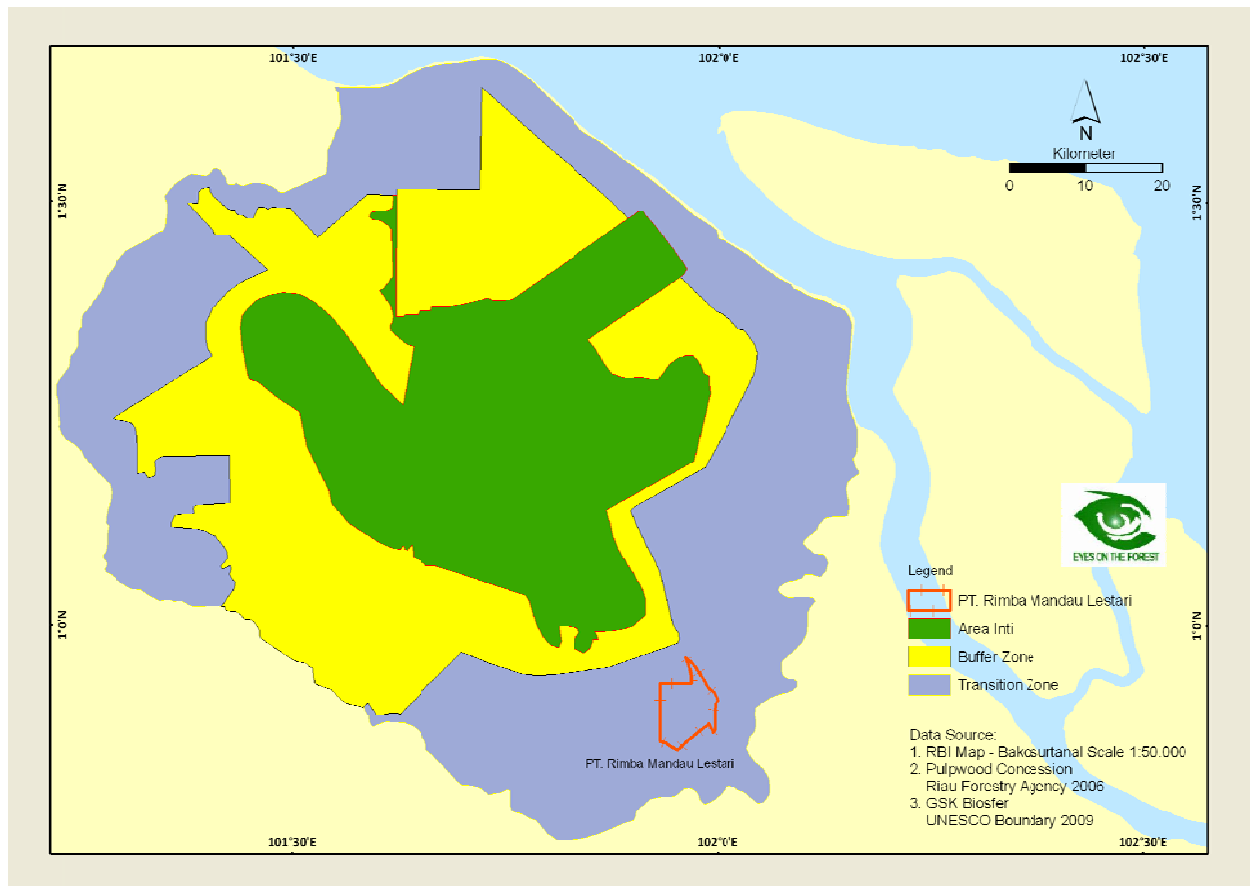 101°30'E 102°0'E 102°30'E
1°30'N
1°30'N
N
Kilometer
0 10 20
EYES ON THE FOREST
Legend
PT. Rimba Mandau Lestari
Area Inti
Buffer Zone
Transition Zone
1°0'N
1°0'N
Data Source:
1. RBI Map - Bakosurtanal Scale 1:50.000
2. Pulpwood Concession
Riau Forestry Agency 2006
3. GSK Biosfer
UNESCO Boundary 2009
PT. Rimba Mandau Lestari
101°30'E 102°0'E 102°30'E